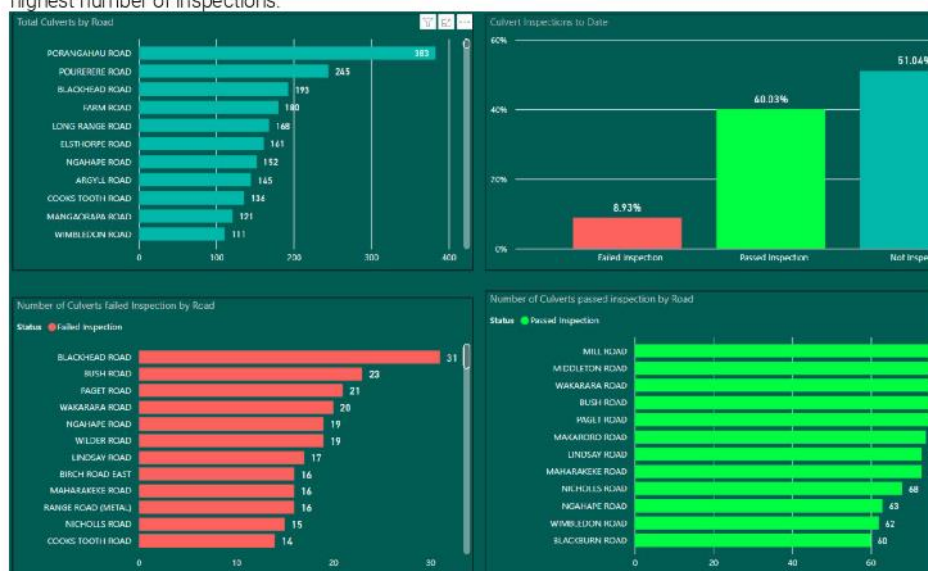 highest number of inspections.
Total Culverts by Road
PORANGAHAU ROAD 383
POURERERE ROAD 245
BLACKHEAD ROAD 193
FARM ROAD 180
LONG RANGE ROAD 168
ELSTHORPE ROAD 161
NGAHAPE ROAD 152
ARGYLL ROAD 145
COOKS TOOTH ROAD 136
MANGAORAPA ROAD 121
WIMBLEDON ROAD 111
0 100 200 300 400
Culvert Inspections to Date
60%
40%
20%
0%
8.93%
60.03%
51.04%
Failed Inspection Passed Inspection Not Inspe
Number of Culverts failed Inspection by Road
Status Failed Inspection
BLACKHEAD ROAD 31
BUSH ROAD 23
PAGET ROAD 21
WAKARARA ROAD 20
NGAHAPE ROAD 19
WILDER ROAD 19
LINDSAY ROAD 17
BIRCH ROAD EAST 16
MAHARAKEKE ROAD 16
RANGE ROAD (METAL) 16
NICHOLLS ROAD 15
COOKS TOOTH ROAD 14
0 10 20 30
Number of Culverts passed inspection by Road
Status Passed Inspection
MILL ROAD
MIDDLETON ROAD
WAKARARA ROAD
BUSH ROAD
PAGET ROAD
MAKARORO ROAD
LINDSAY ROAD
MAHARAKEKE ROAD
NICHOLLS ROAD 68
NGAHAPE ROAD 63
WIMBLEDON ROAD 62
BLACKBURN ROAD 60
0 20 40 60